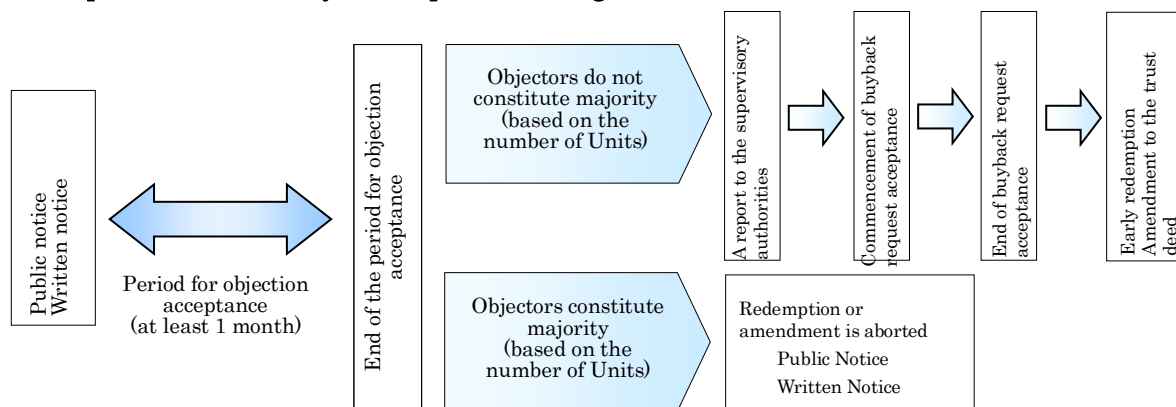 Public notice
Written notice
Period for objection
acceptance
(at least 1 month)
End of the period for objection
acceptance
Objectors do not
constitute majority
(based on the
number of Units)
A report to the supervisory
authorities
Commencement of buyback
request acceptance
End of buyback request
acceptance
Early redemption
Amendment to the trust
deed
Objectors constitute
majority
(based on the
number of Units)
Redemption or
amendment is aborted
Public Notice
Written Notice